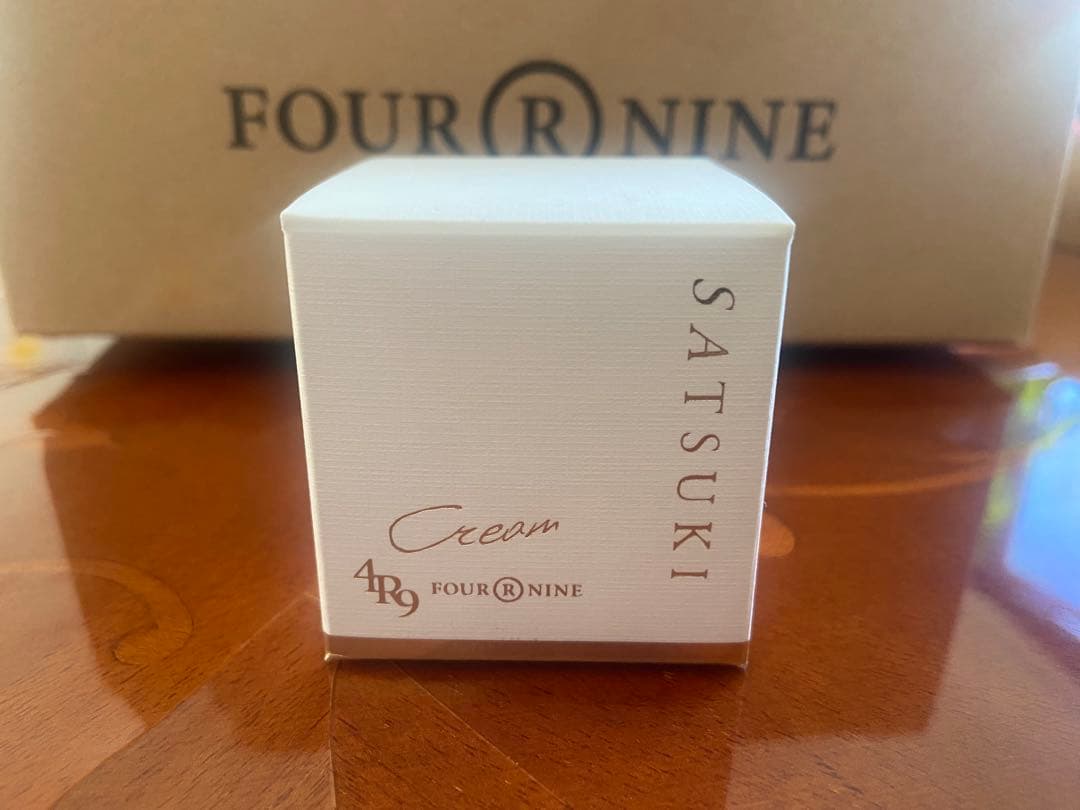 FOUR R NINE
SATSUKI
Cream
4R9 FOUR R NINE